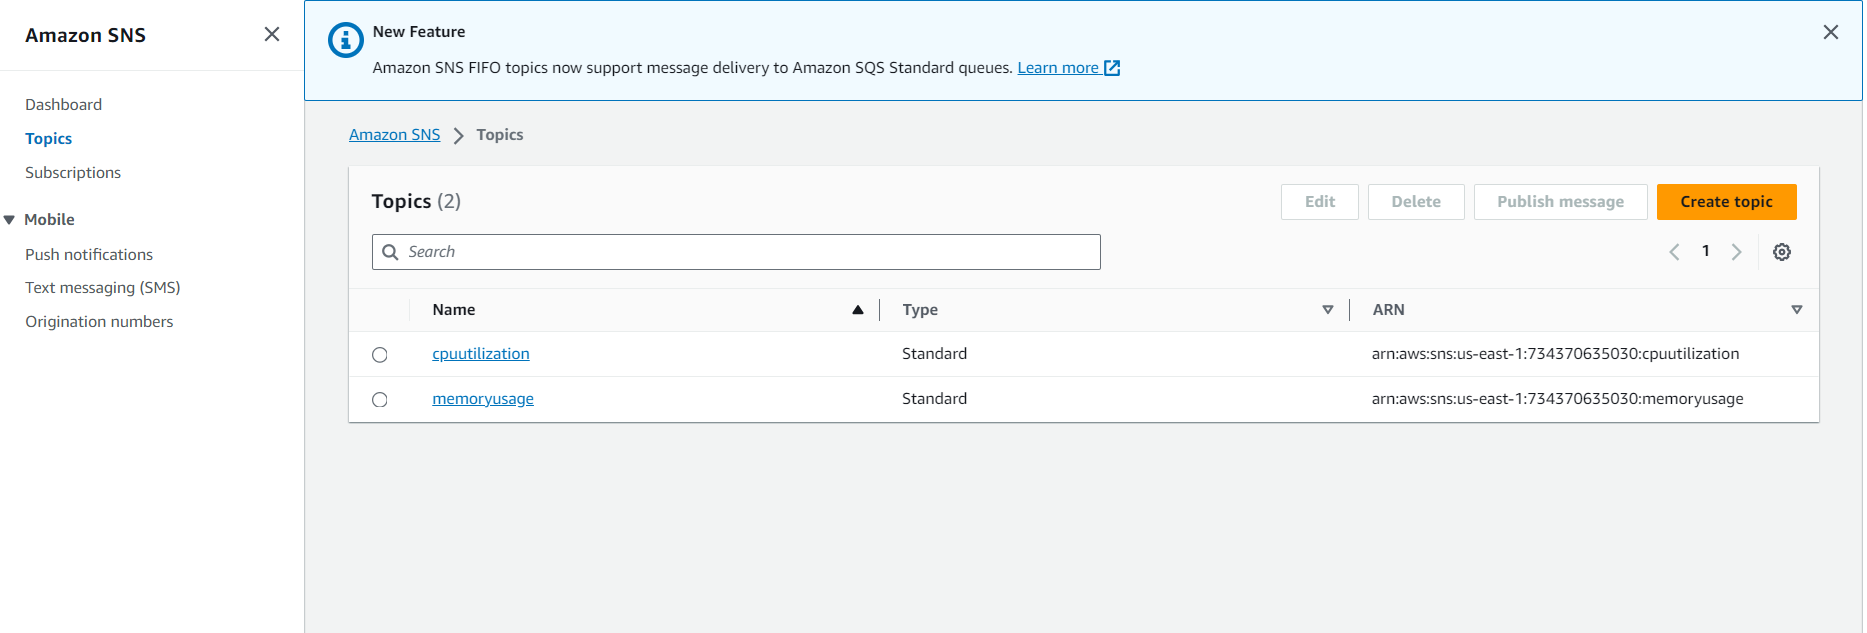 Amazon SNS
Dashboard
Topics
Subscriptions
Mobile
Push notifications
Text messaging (SMS)
Origination numbers
New Feature
Amazon SNS FIFO topics now support message delivery to Amazon SQS Standard queues. Learn more
Amazon SNS > Topics
Topics (2)
Edit Delete Publish message Create topic
Search
1
Name Type ARN
cpuutilization Standard arn:aws:sns:us-east-1:734370635030:cpuutilization
memoryusage Standard arn:aws:sns:us-east-1:734370635030:memoryusage